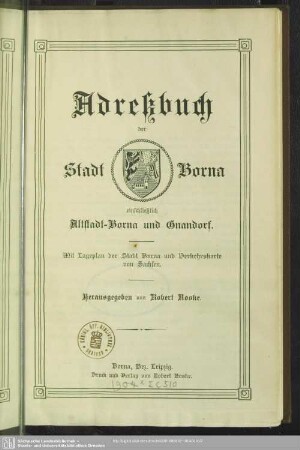 Adreßbuch
der
Stadt Borna
einschließlich
Altstadt-Borna und Gnandorf.
Mit Lageplan der Stadt Borna und Verkehrskarte
von Sachsen.
Herausgegeben von Robert Noske.
Borna, Bez. Leipzig.
Druck und Verlag von Robert Noske.